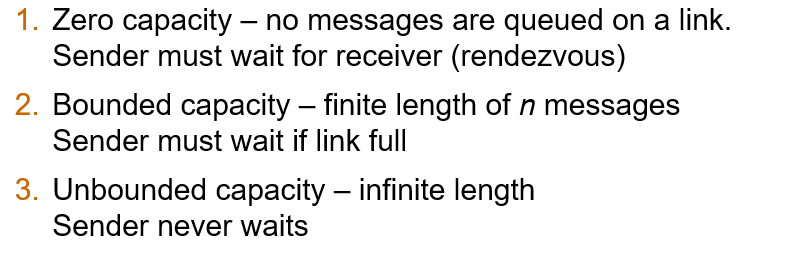 1. Zero capacity – no messages are queued on a link.
Sender must wait for receiver (rendezvous)
2. Bounded capacity – finite length of n messages
Sender must wait if link full
3. Unbounded capacity – infinite length
Sender never waits